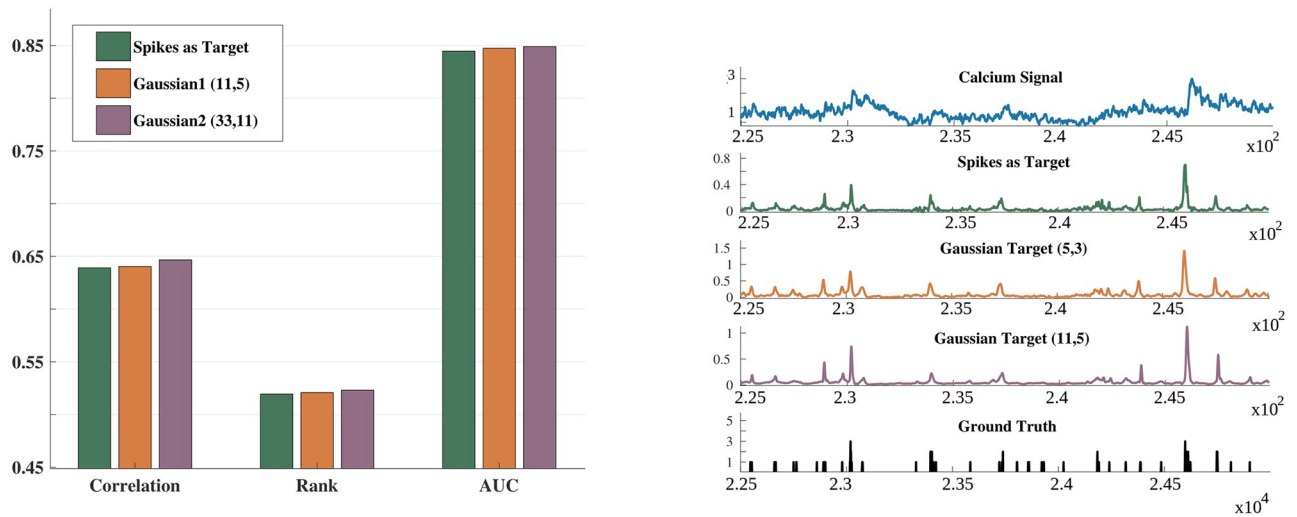 0.85
0.75
0.65
0.55
0.45
Spikes as Target
Gaussian1 (11,5)
Gaussian2 (33,11)
Correlation
Rank
AUC
Calcium Signal
3
1
2.25
2.3
2.35
2.4
2.45
x10²
Spikes as Target
0.8
0.4
0
2.25
2.3
2.35
2.4
2.45
x10²
Gaussian Target (5,3)
1.5
1
0.5
0
2.25
2.3
2.35
2.4
2.45
x10²
Gaussian Target (11,5)
1
0.5
0
2.25
2.3
2.35
2.4
2.45
x10²
Ground Truth
5
3
1
2.25
2.3
2.35
2.4
2.45
x10⁴